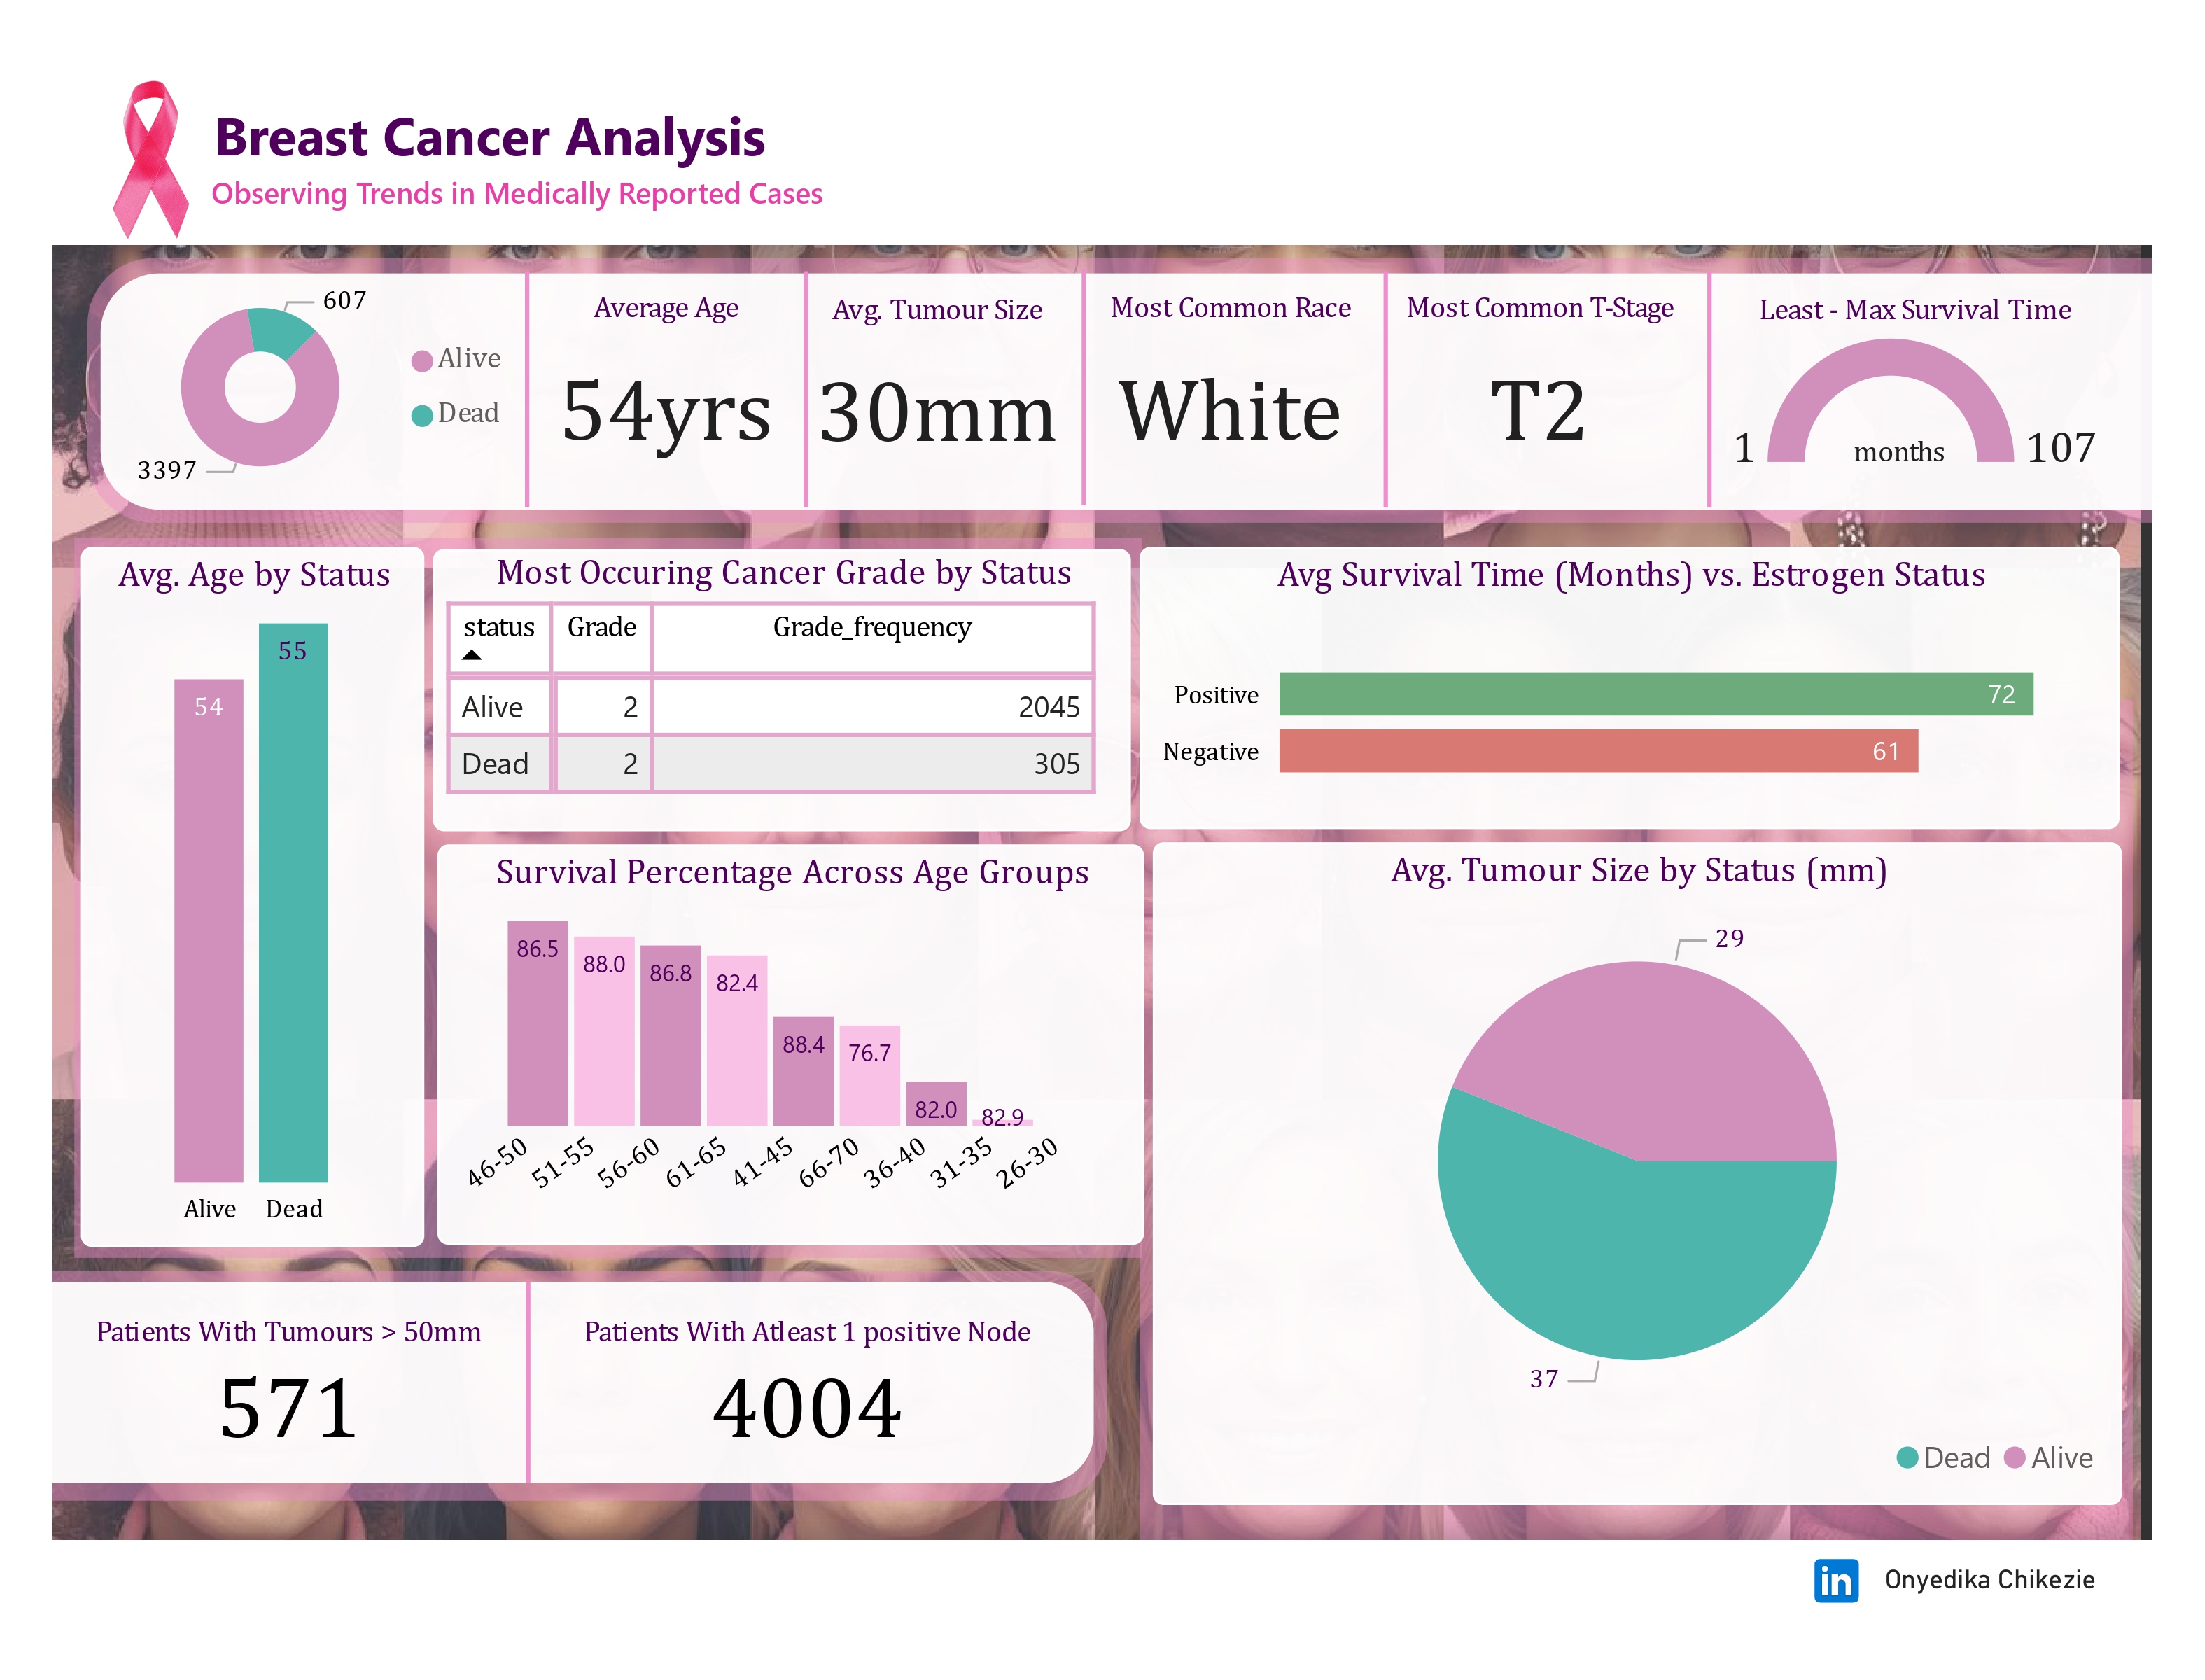 Breast Cancer Analysis
Observing Trends in Medically Reported Cases
607
3397
Alive
Dead
Average Age
54yrs
Avg. Tumour Size
30mm
Most Common Race
White
Most Common T-Stage
T2
Least - Max Survival Time
1
months
107
Avg. Age by Status
54
55
Alive
Dead
Most Occuring Cancer Grade by Status
status Grade Grade_frequency
Alive 2 2045
Dead 2 305
Avg Survival Time (Months) vs. Estrogen Status
Positive 72
Negative 61
Survival Percentage Across Age Groups
86.5 88.0 86.8 82.4 88.4 76.7 82.0 82.9
46-50 51-55 56-60 61-65 41-45 66-70 36-40 31-35 26-30
Avg. Tumour Size by Status (mm)
29
37
Dead Alive
Patients With Tumours > 50mm
571
Patients With Atleast 1 positive Node
4004
in Onyedika Chikezie